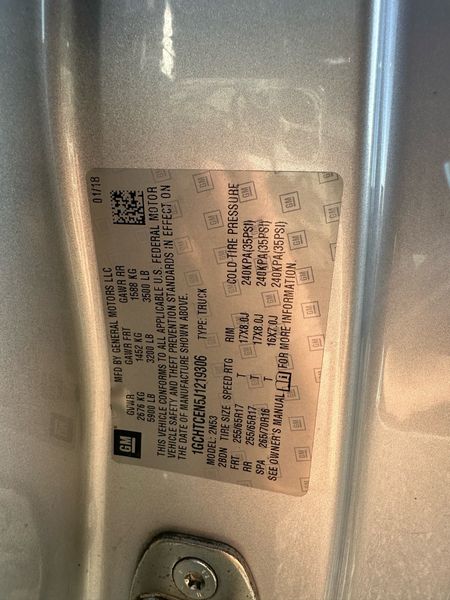 GM
MFD BY GENERAL MOTORS LLC 01/18
GVWR GAWR FRT GAWR RR
2676 KG 1452 KG 1588 KG
5900 LB 3200 LB 3500 LB
THIS VEHICLE CONFORMS TO ALL APPLICABLE U.S. FEDERAL MOTOR
VEHICLE SAFETY AND THEFT PREVENTION STANDARDS IN EFFECT ON
THE DATE OF MANUFACTURE SHOWN ABOVE.
1GCHTCEN5J1219306 TYPE: TRUCK
MODEL: 2N53
2BDN TIRE SIZE SPEED RTG RIM COLD TIRE PRESSURE
FRT 255/65R17 T 17X8.0J 240KPA(35PSI)
RR 255/65R17 T 17X8.0J 240KPA(35PSI)
SPA 265/70R16 T 16X7.0J 240KPA(35PSI)
SEE OWNER'S MANUAL FOR MORE INFORMATION.